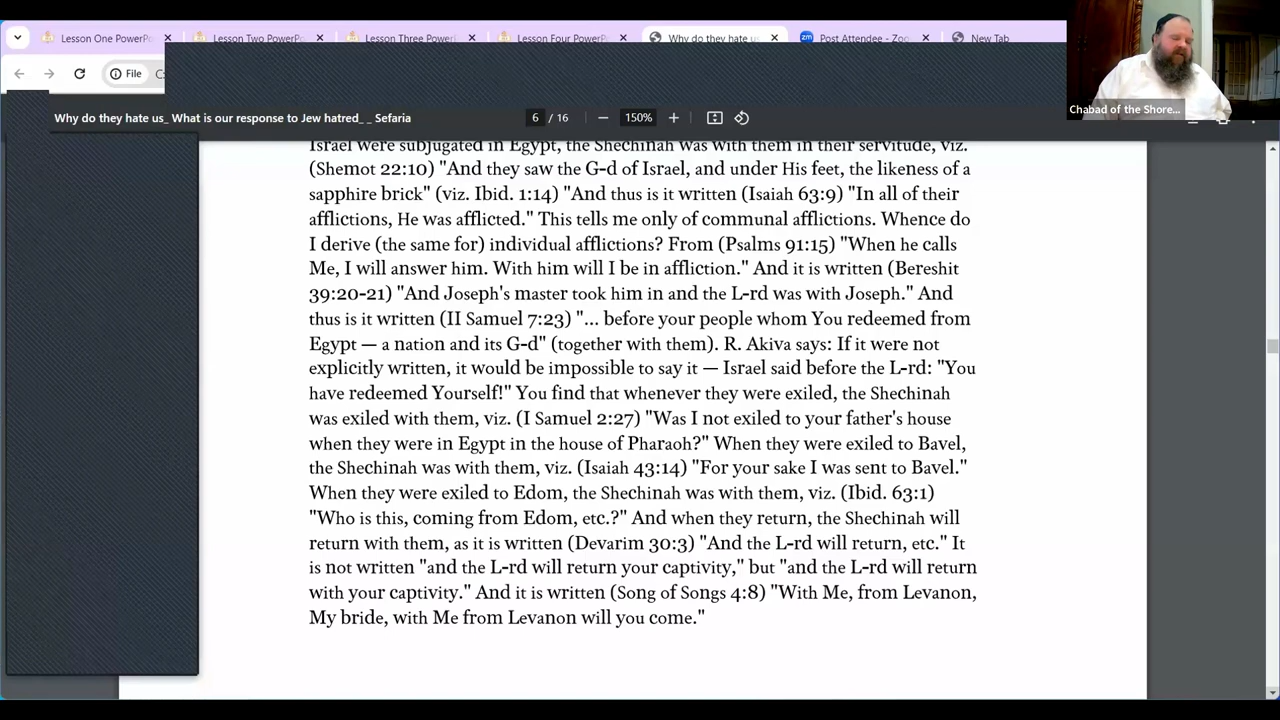 Lesson One PowerPo
Lesson Two PowerPo
Lesson Three PowerPo
Lesson Four PowerPo
Why do they hate us
Post Attendee - Zoo
New Tab
File
Chabad of the Shore...
Why do they hate us_ What is our response to Jew hatred_ _ Sefaria
6 / 16
150%
Israel were subjugated in Egypt, the Shechinah was with them in their servitude, viz.
(Shemot 22:10) "And they saw the G-d of Israel, and under His feet, the likeness of a
sapphire brick" (viz. Ibid. 1:14) "And thus is it written (Isaiah 63:9) "In all of their
afflictions, He was afflicted." This tells me only of communal afflictions. Whence do
I derive (the same for) individual afflictions? From (Psalms 91:15) "When he calls
Me, I will answer him. With him will I be in affliction." And it is written (Bereshit
39:20-21) "And Joseph's master took him in and the L-rd was with Joseph." And
thus is it written (II Samuel 7:23) "... before your people whom You redeemed from
Egypt — a nation and its G-d" (together with them). R. Akiva says: If it were not
explicitly written, it would be impossible to say it — Israel said before the L-rd: "You
have redeemed Yourself!" You find that whenever they were exiled, the Shechinah
was exiled with them, viz. (I Samuel 2:27) "Was I not exiled to your father's house
when they were in Egypt in the house of Pharaoh?" When they were exiled to Bavel,
the Shechinah was with them, viz. (Isaiah 43:14) "For your sake I was sent to Bavel."
When they were exiled to Edom, the Shechinah was with them, viz. (Ibid. 63:1)
"Who is this, coming from Edom, etc.?" And when they return, the Shechinah will
return with them, as it is written (Devarim 30:3) "And the L-rd will return, etc." It
is not written "and the L-rd will return your captivity," but "and the L-rd will return
with your captivity." And it is written (Song of Songs 4:8) "With Me, from Levanon,
My bride, with Me from Levanon will you come."